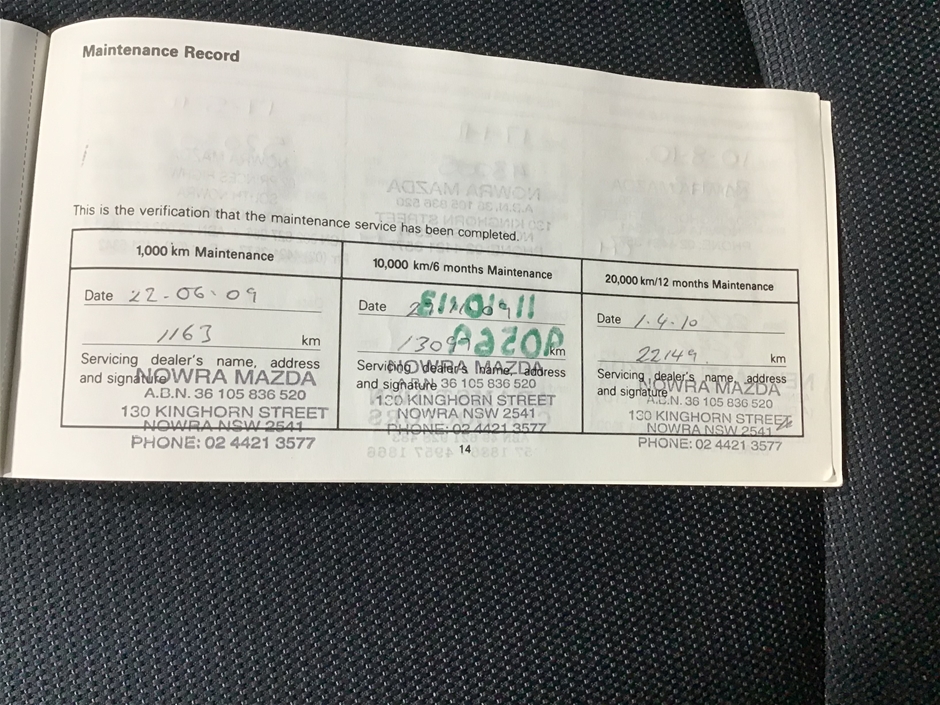 Maintenance Record
This is the verification that the maintenance service has been completed.
1,000 km Maintenance
Date 22-06-09
1163 km
Servicing dealer's name, address
and signature
NOWRA MAZDA
A.B.N. 36 105 836 520
130 KINGHORN STREET
NOWRA NSW 2541
PHONE: 02 4421 3577
10,000 km/6 months Maintenance
Date
km
Servicing dealer's name, address
and signature
NOWRA MAZDA
A.B.N. 36 105 836 520
130 KINGHORN STREET
NOWRA NSW 2541
PHONE: 02 4421 3577
20,000 km/12 months Maintenance
Date 1.4.10
22149 km
Servicing dealer's name, address
and signature
NOWRA MAZDA
A.B.N. 36 105 836 520
130 KINGHORN STREET
NOWRA NSW 2541
PHONE: 02 4421 3577
14